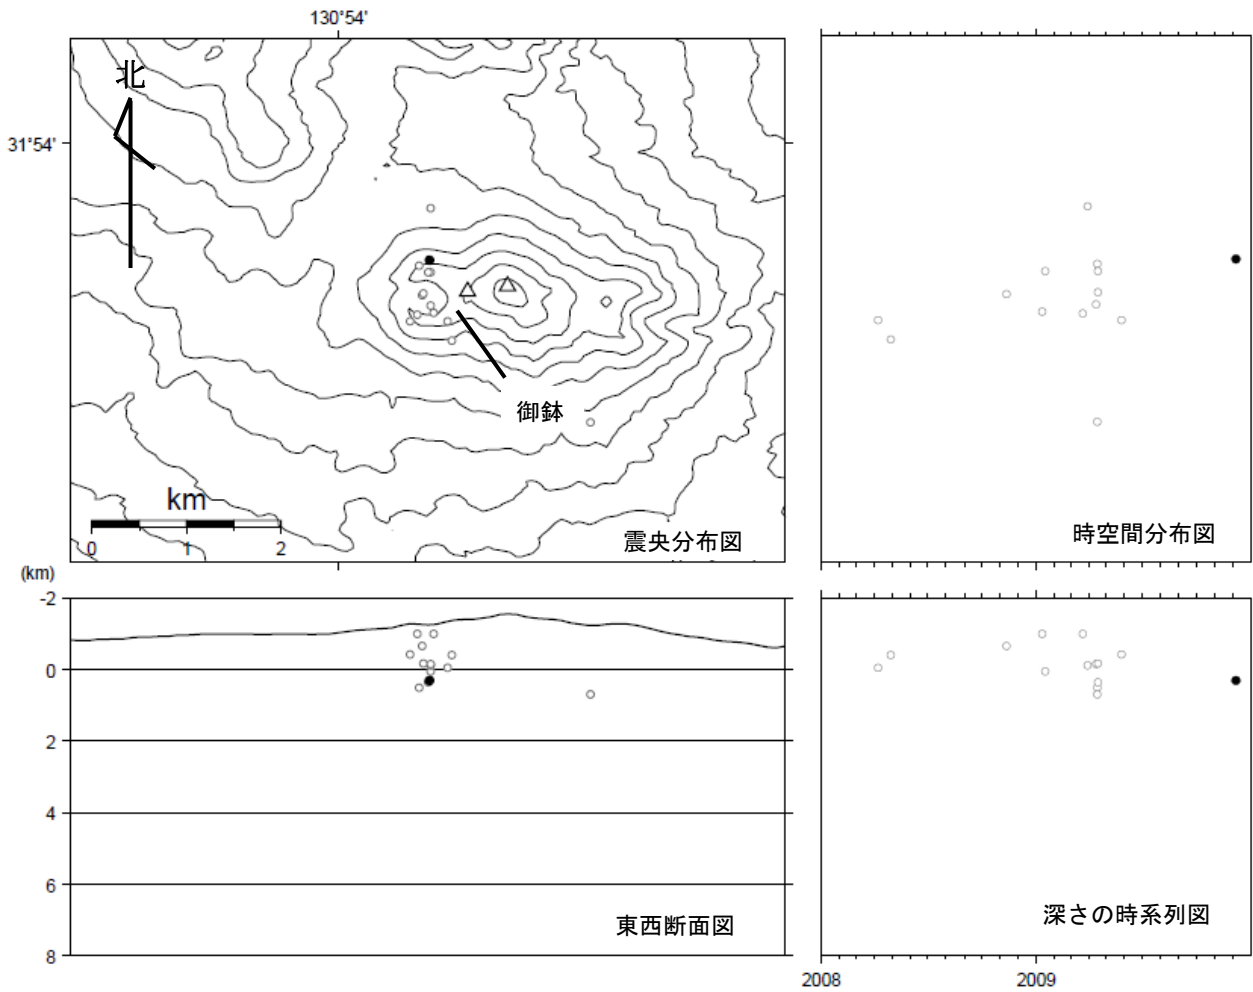 130°54'
北
31°54'
御鉢
km
0 1 2
震央分布図
時空間分布図
(km)
-2
0
2
4
6
8
東西断面図
深さの時系列図
2008 2009